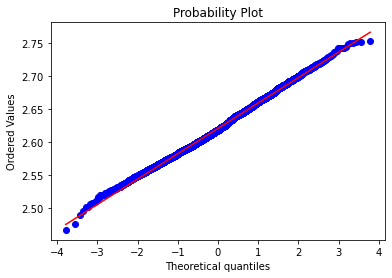 Probability Plot
Ordered Values
2.75
2.70
2.65
2.60
2.55
2.50
−4 −3 −2 −1 0 1 2 3 4
Theoretical quantiles